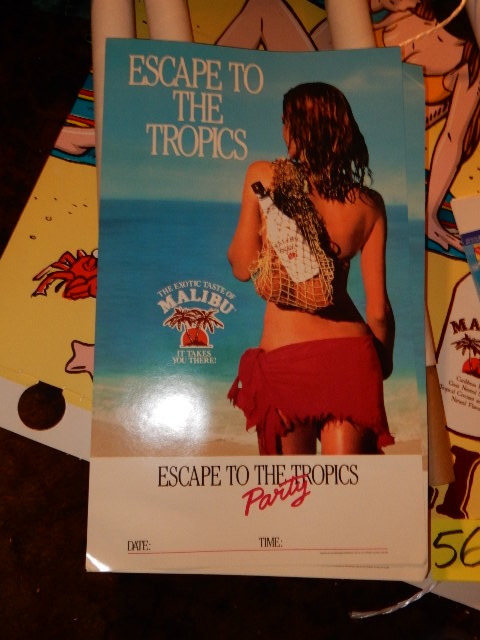 ESCAPE TO
THE
TROPICS
MALIBU
THE EXOTIC TASTE OF
MALIBU
IT TAKES
YOU THERE!
ESCAPE TO THE TROPICS
Party
DATE:
TIME:
56